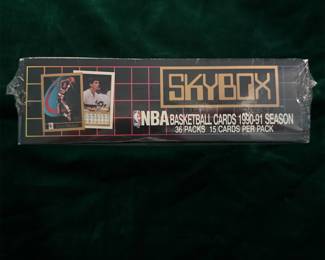 SKYBOX
NBA BASKETBALL CARDS 1990-91 SEASON
36 PACKS 15 CARDS PER PACK